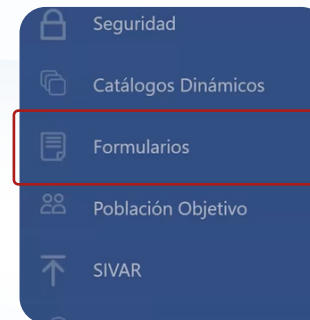 Seguridad
Catálogos Dinámicos
Formularios
Población Objetivo
SIVAR